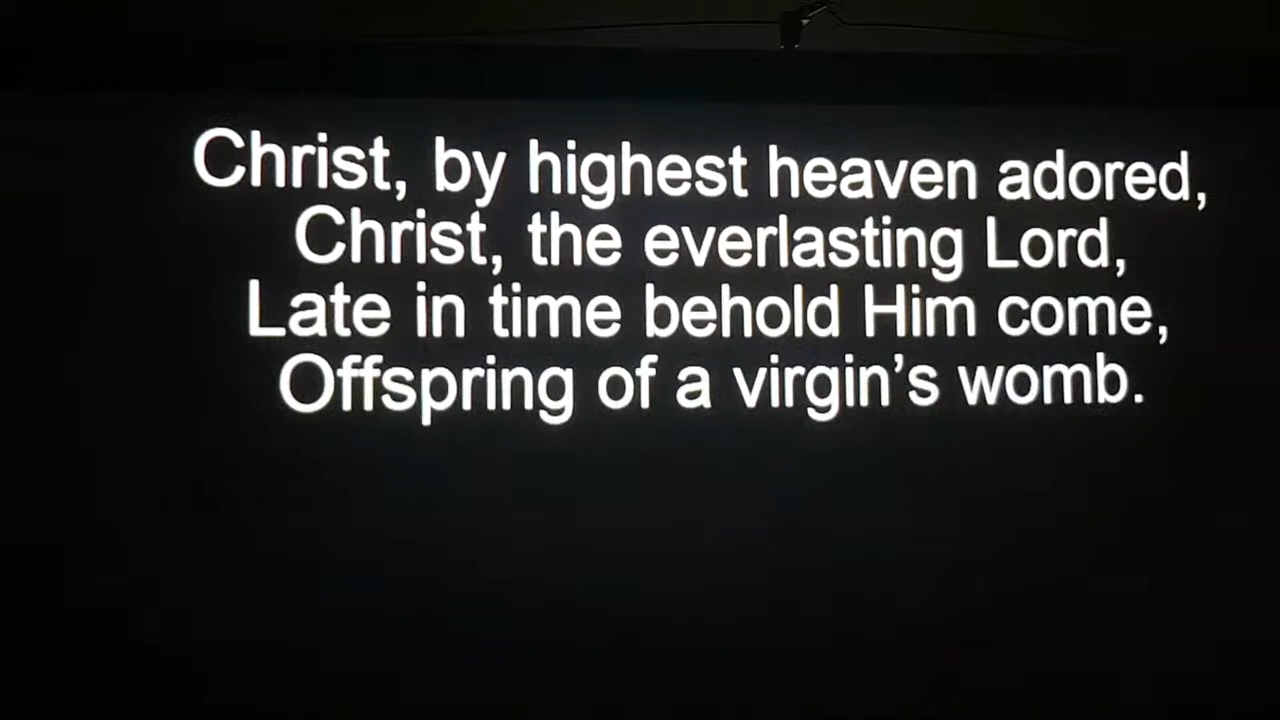 Christ, by highest heaven adored,
Christ, the everlasting Lord,
Late in time behold Him come,
Offspring of a virgin’s womb.